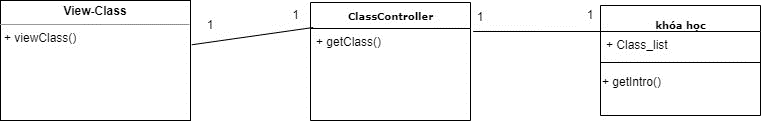 View-Class
+ viewClass()
1
1
ClassController
+ getClass()
1
1
khóa học
+ Class_list
+ getIntro()